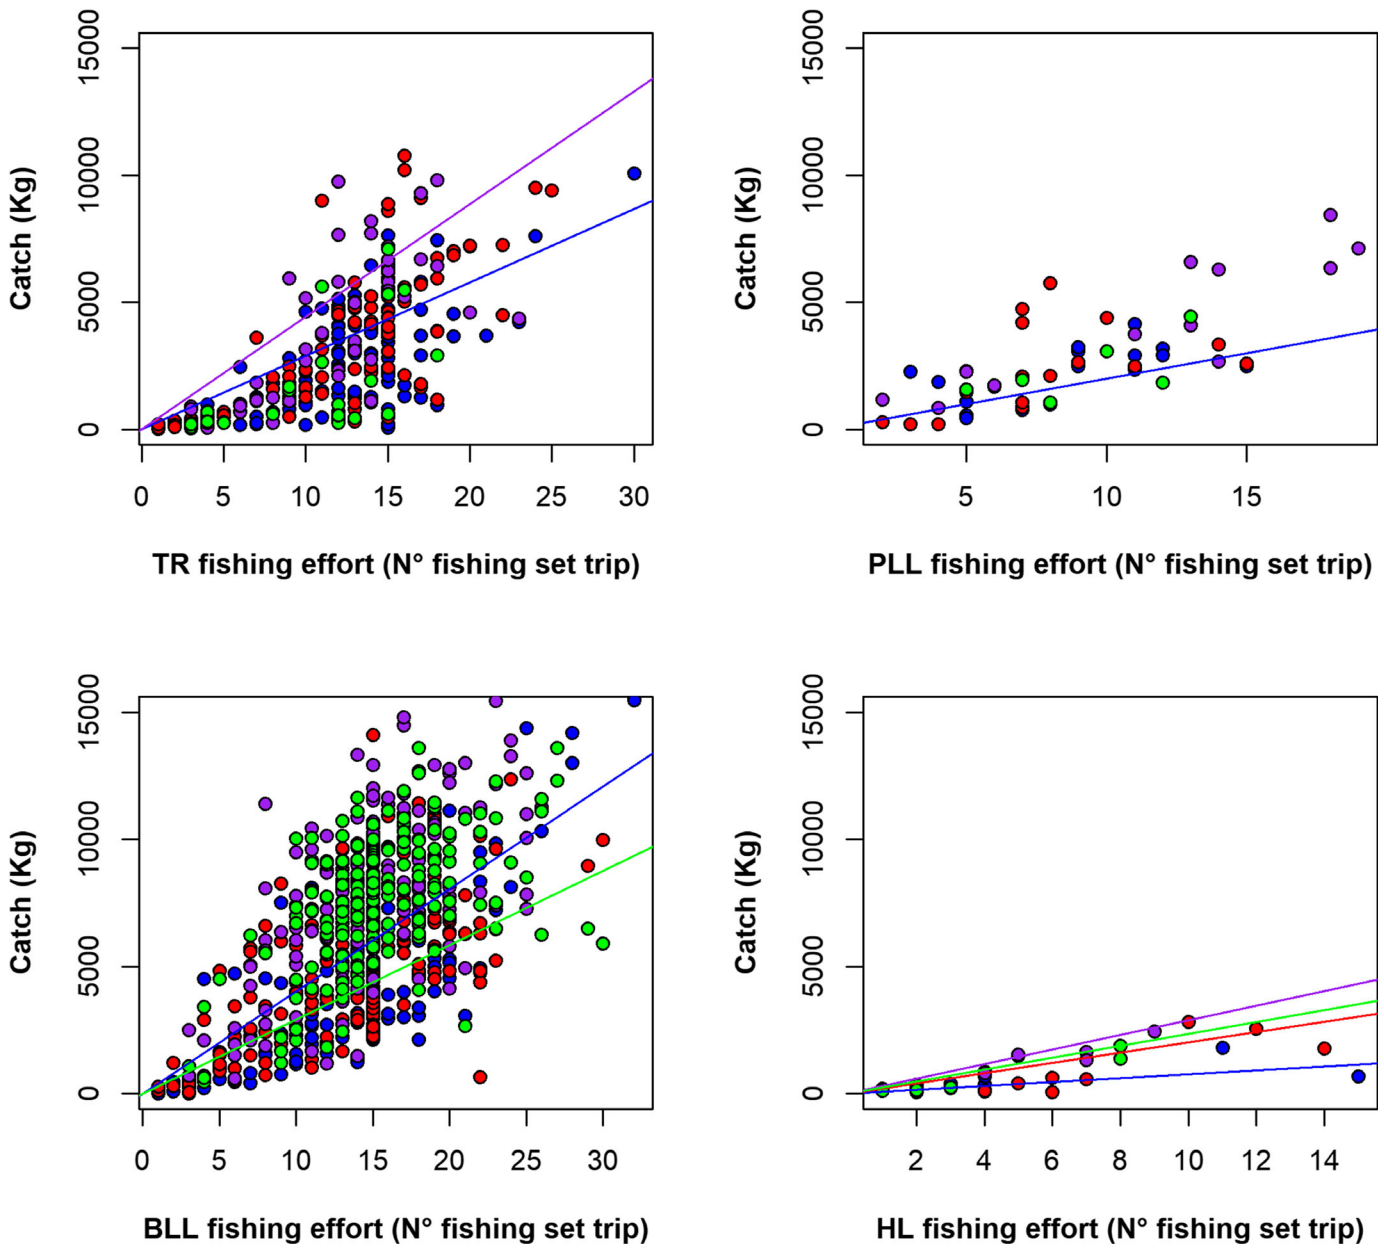 Catch (Kg)
0 5000 10000 15000
0 5 10 15 20 25 30
TR fishing effort (N° fishing set trip)
Catch (Kg)
0 5000 10000 15000
5 10 15
PLL fishing effort (N° fishing set trip)
Catch (Kg)
0 5000 10000 15000
0 5 10 15 20 25 30
BLL fishing effort (N° fishing set trip)
Catch (Kg)
0 5000 10000 15000
2 4 6 8 10 12 14
HL fishing effort (N° fishing set trip)